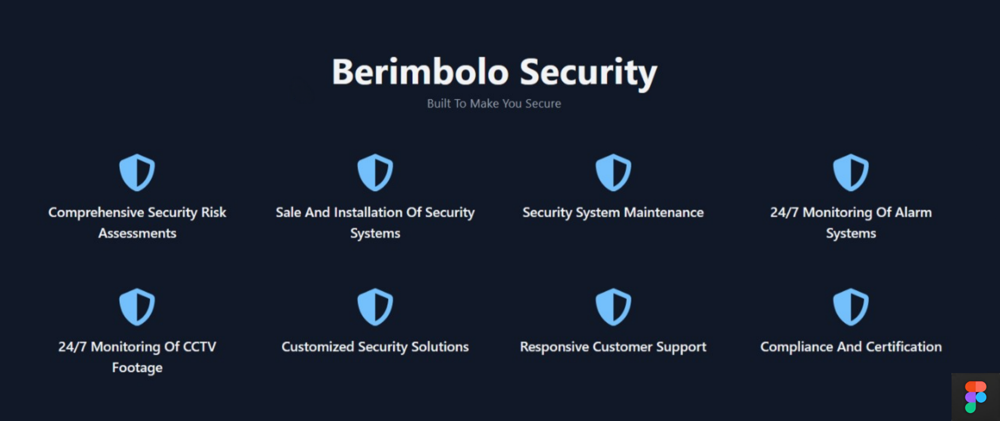 Berimbolo Security
Built To Make You Secure
Comprehensive Security Risk
Assessments
Sale And Installation Of Security
Systems
Security System Maintenance
24/7 Monitoring Of Alarm
Systems
24/7 Monitoring Of CCTV
Footage
Customized Security Solutions
Responsive Customer Support
Compliance And Certification